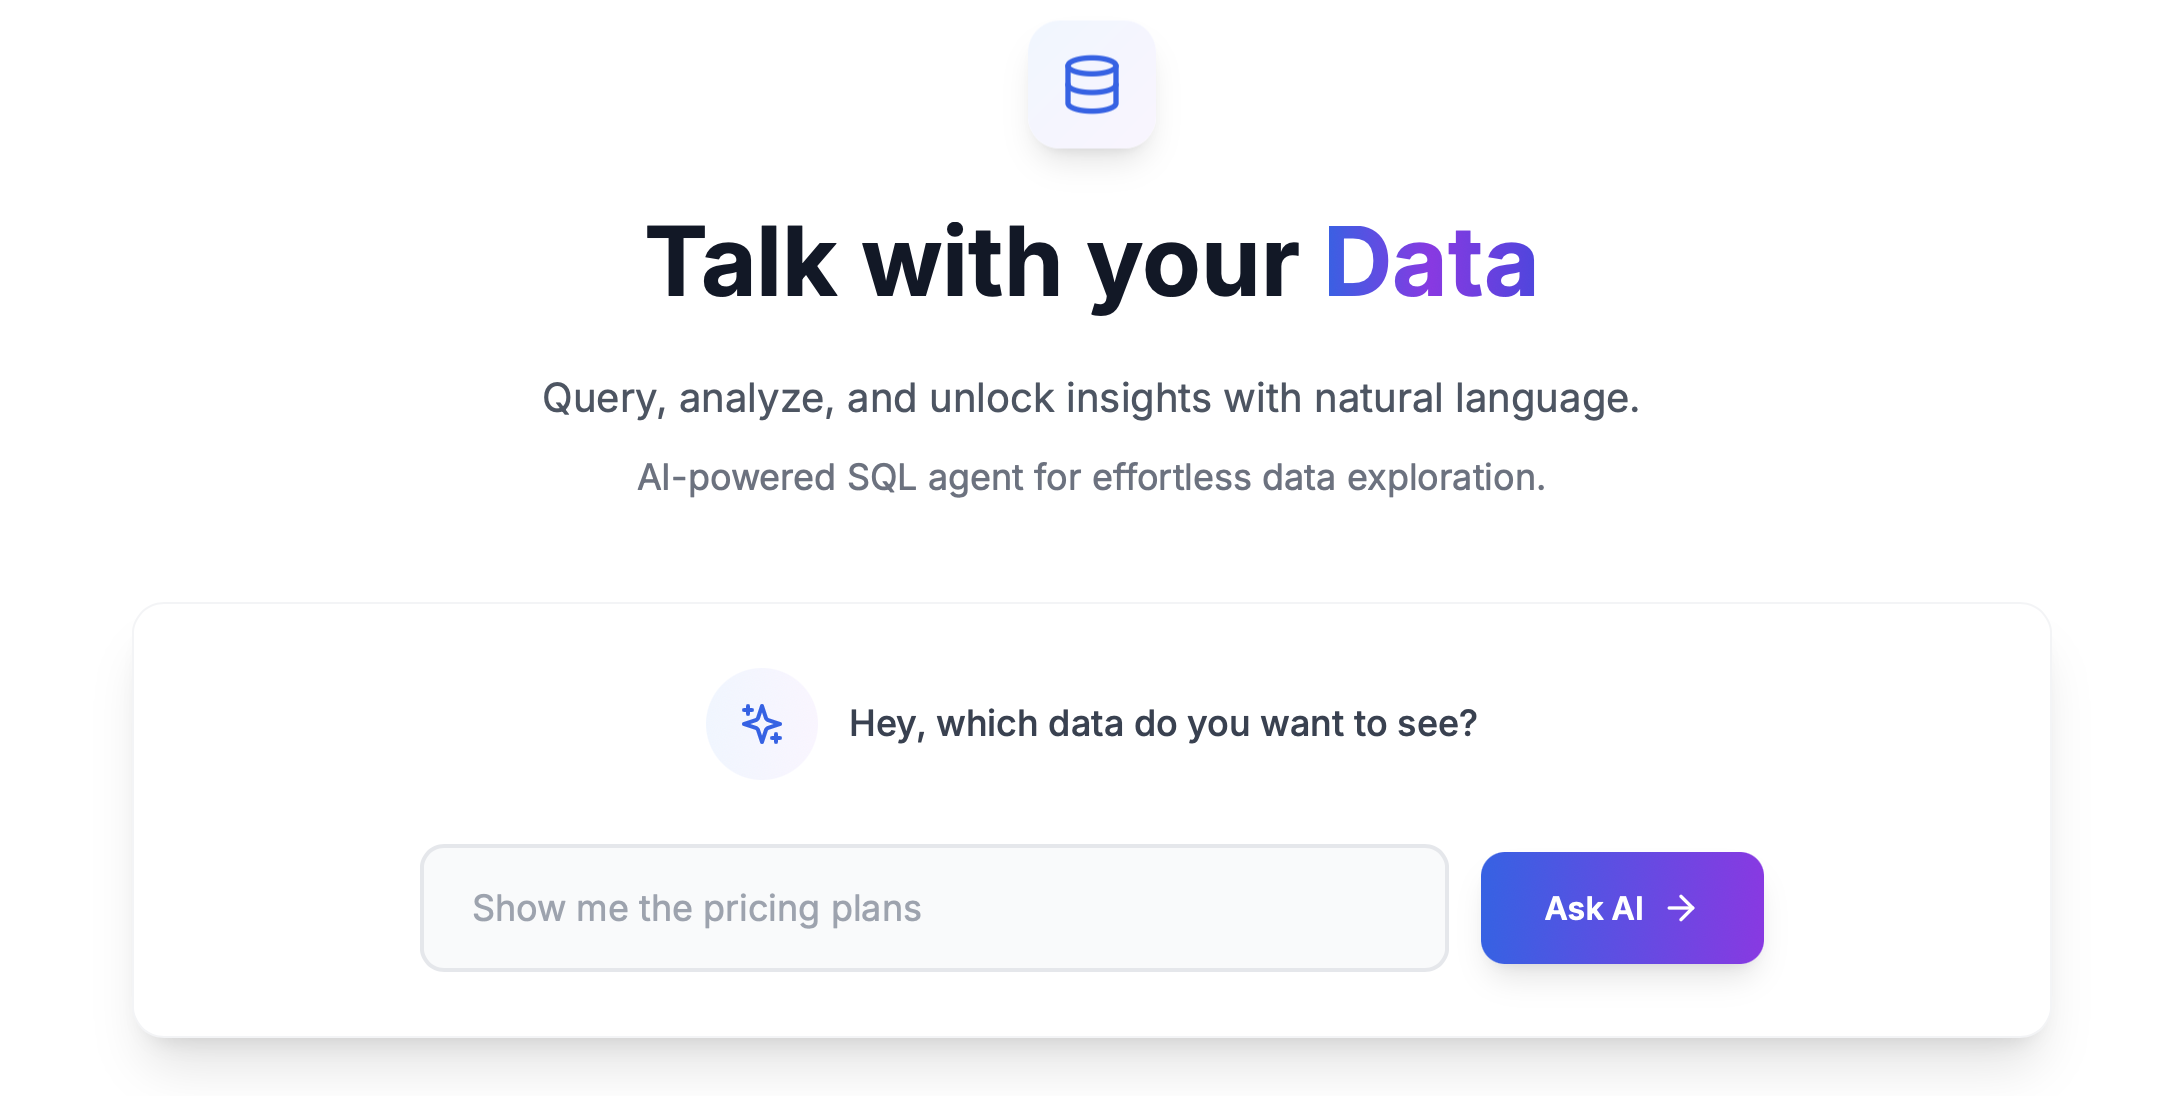 Talk with your Data
Query, analyze, and unlock insights with natural language.
AI-powered SQL agent for effortless data exploration.
Hey, which data do you want to see?
Show me the pricing plans
Ask AI